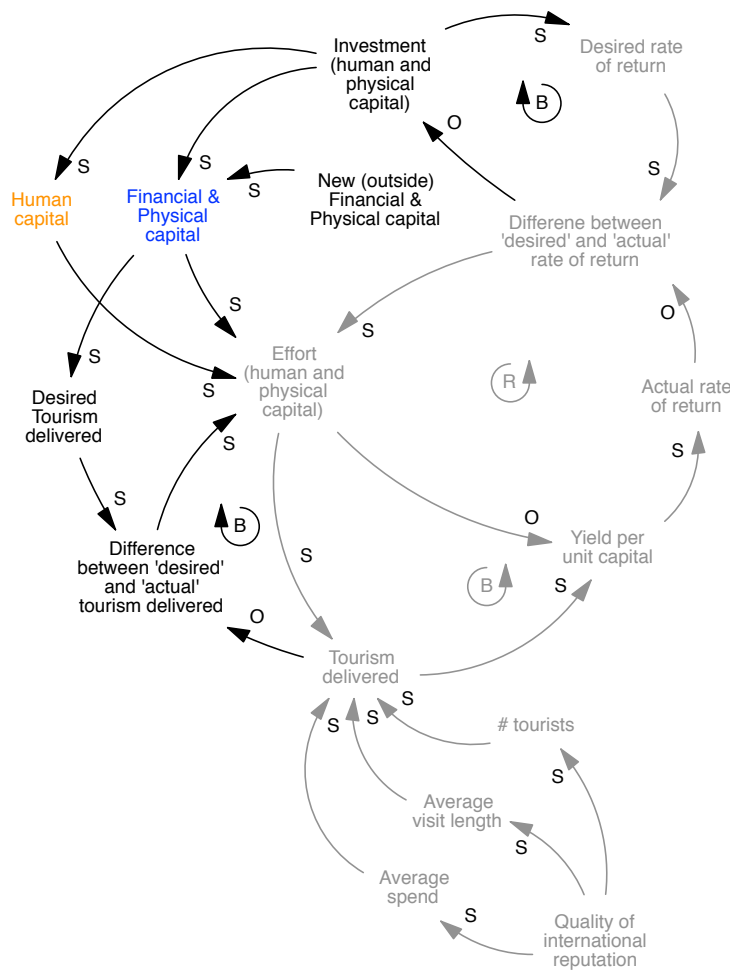 Investment
(human and
physical
capital)
S
Desired rate
of return
B
O
S
S
S
S
Human
capital
Financial &
Physical
capital
New (outside)
Financial &
Physical capital
Differene between
'desired' and 'actual'
rate of return
S
S
O
S
Effort
(human and
physical
capital)
S
R
Actual rate
of return
Desired
Tourism
delivered
S
S
S
B
O
Yield per
unit capital
Difference
between 'desired'
and 'actual'
tourism delivered
S
B
S
O
Tourism
delivered
S
S
S
# tourists
S
Average
visit length
S
Average
spend
S
Quality of
international
reputation